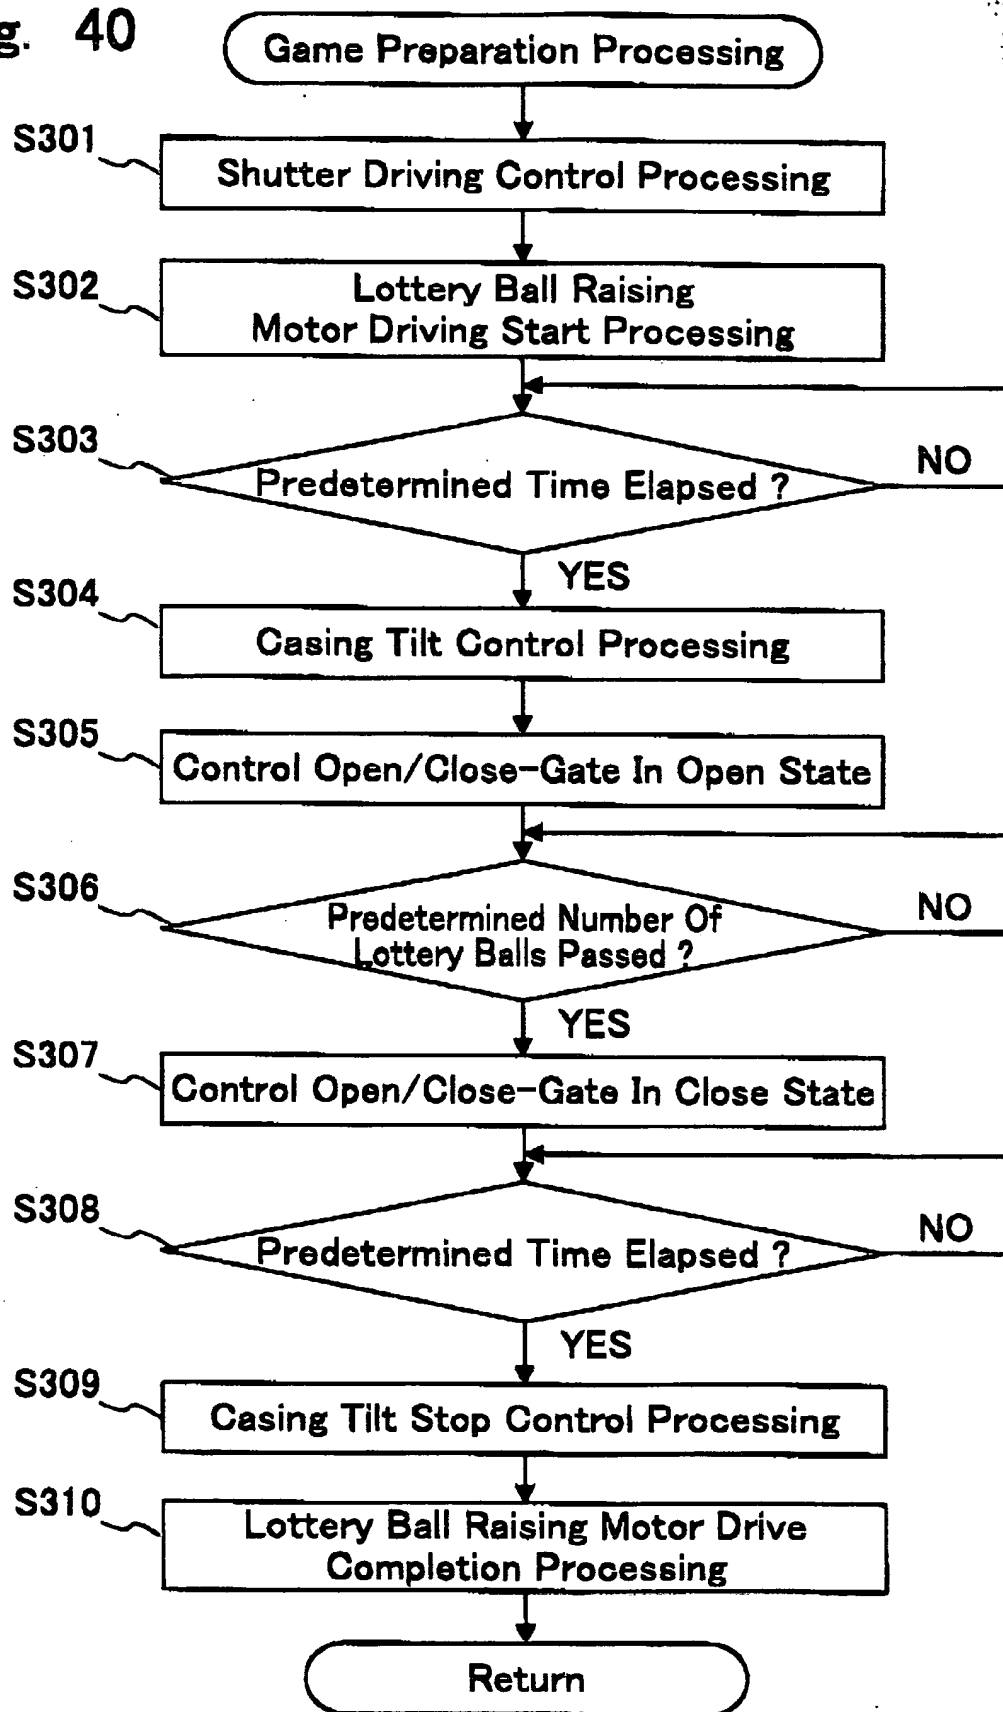 g. 40
Game Preparation Processing
S301
Shutter Driving Control Processing
S302
Lottery Ball Raising
Motor Driving Start Processing
S303
Predetermined Time Elapsed ?
NO
YES
S304
Casing Tilt Control Processing
S305
Control Open/Close-Gate In Open State
S306
Predetermined Number Of
Lottery Balls Passed ?
NO
YES
S307
Control Open/Close-Gate In Close State
S308
Predetermined Time Elapsed ?
NO
YES
S309
Casing Tilt Stop Control Processing
S310
Lottery Ball Raising Motor Drive
Completion Processing
Return